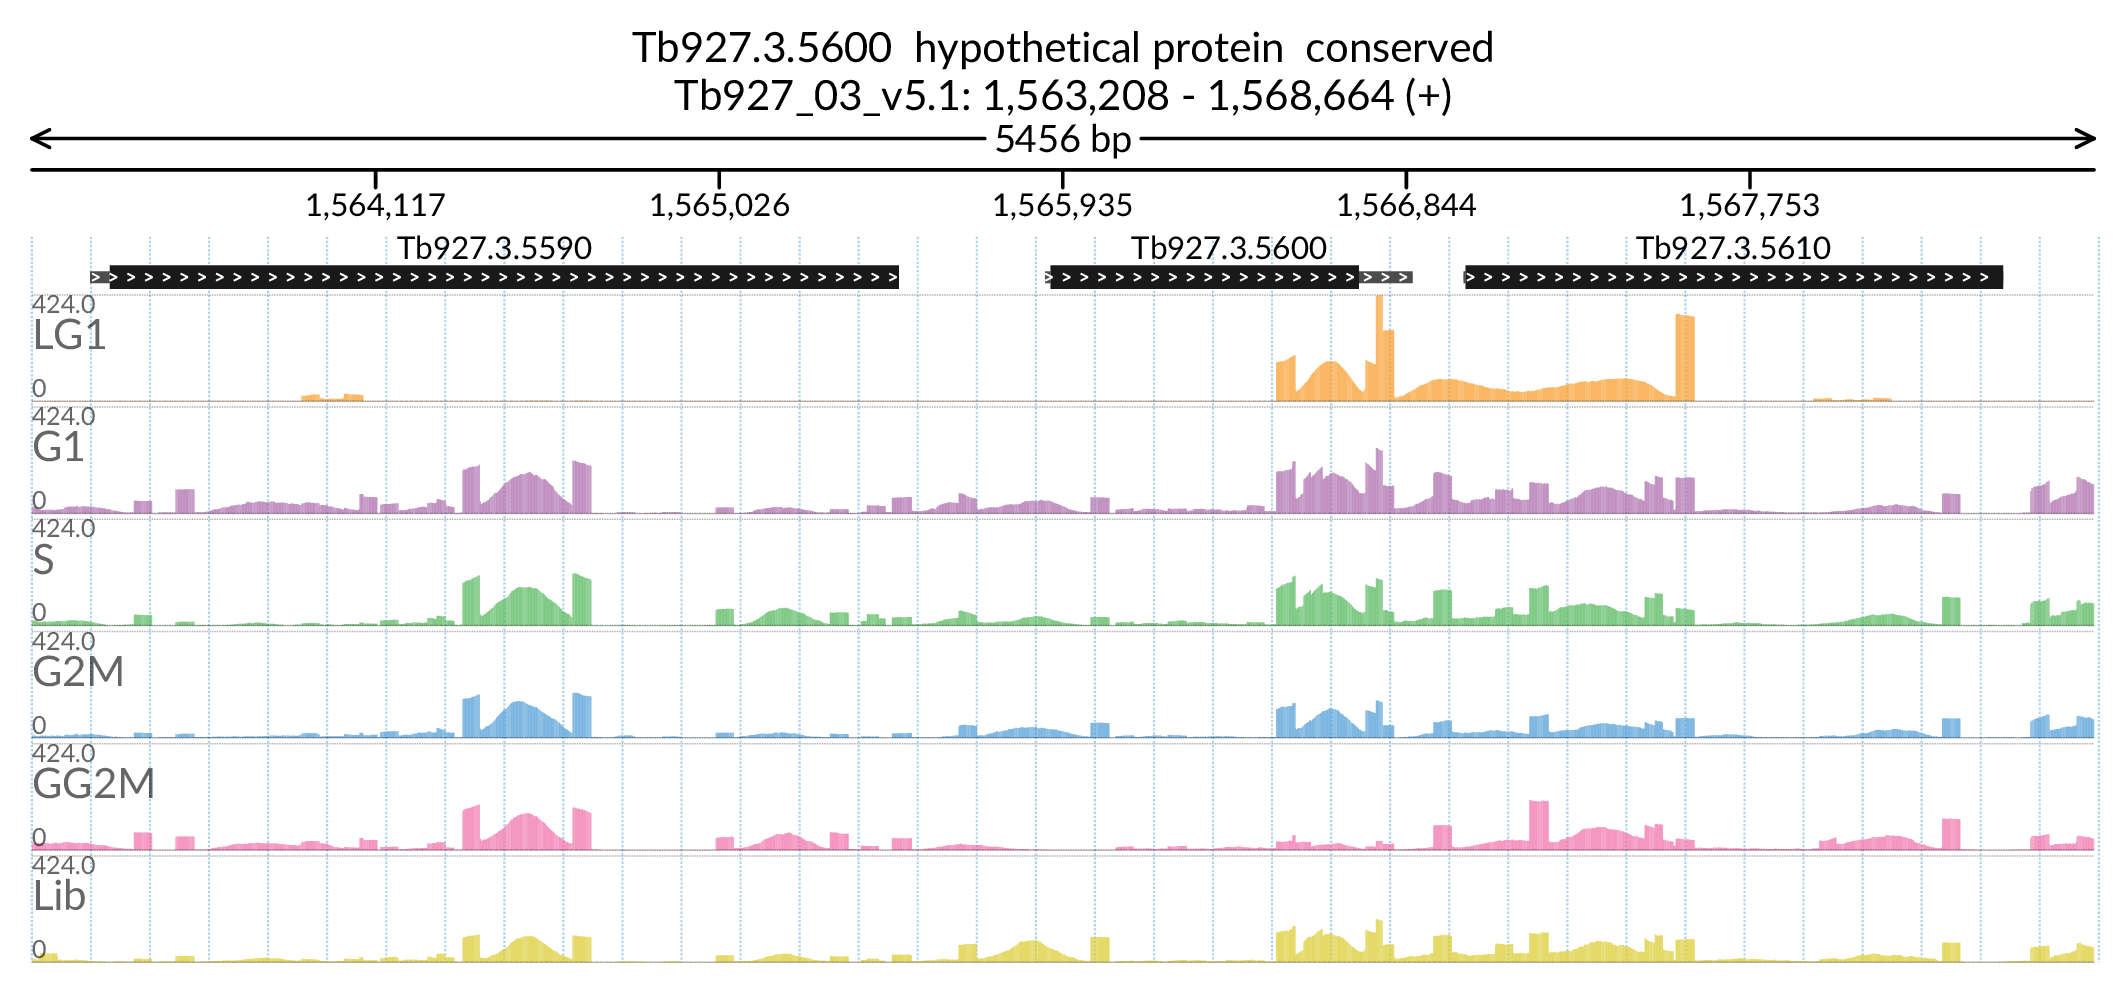 Tb927.3.5600 hypothetical protein conserved
Tb927_03_v5.1: 1,563,208 - 1,568,664 (+)
5456 bp
1,564,117 1,565,026 1,565,935 1,566,844 1,567,753
Tb927.3.5590 Tb927.3.5600 Tb927.3.5610
424.0
LG1
0
424.0
G1
0
424.0
S
0
424.0
G2M
0
424.0
GG2M
0
424.0
Lib
0